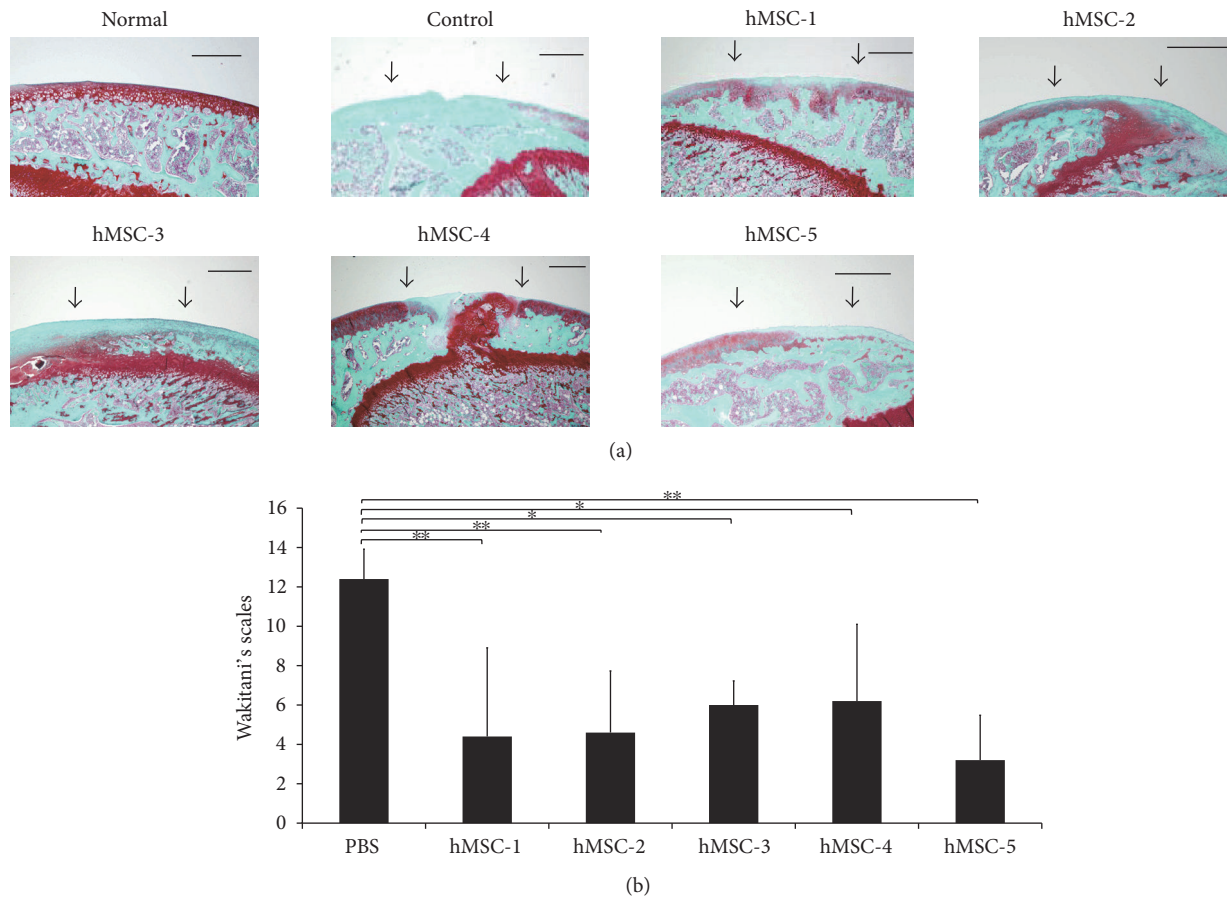 Normal
Control
hMSC-1
hMSC-2
hMSC-3
hMSC-4
hMSC-5
(a)
**
*
*
**
**
16
14
12
10
8
6
4
2
0
Wakitani's scales
PBS hMSC-1 hMSC-2 hMSC-3 hMSC-4 hMSC-5
(b)